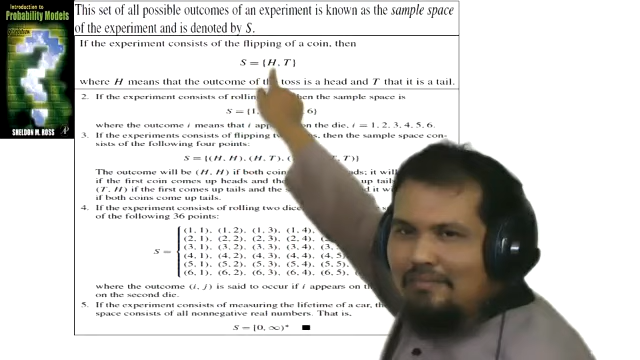 Introduction to
Probability Models
SHELDON M. ROSS
This set of all possible outcomes of an experiment is known as the sample space
of the experiment and is denoted by S.
If the experiment consists of the flipping of a coin, then
S = {H, T}
where H means that the outcome of the toss is a head and T that it is a tail.
2. If the experiment consists of rolling then the sample space is
S = {1, 6}
where the outcome i means that i on the die, i = 1, 2, 3, 4, 5, 6.
3. If the experiments consists of flipping two then the sample space con-
sists of the following four points:
S = {(H, H), (H, T), T)}
The outcome will be (H, H) if both coins it will
if the first coin comes up heads and the up tails
(T, H) if the first comes up tails and the it will
if both coins come up tails.
4. If the experiment consists of rolling two dice
of the following 36 points:
(1, 1), (1, 2), (1, 3), (1, 4),
(2, 1), (2, 2), (2, 3), (2, 4),
(3, 1), (3, 2), (3, 3), (3, 4),
S = (4, 1), (4, 2), (4, 3), (4, 4), (4, 5)
(5, 1), (5, 2), (5, 3), (5, 4), (5, 5),
(6, 1), (6, 2), (6, 3), (6, 4), (6, 5),
where the outcome (i, j) is said to occur if i appears on the
on the second die.
5. If the experiment consists of measuring the lifetime of a car,
space consists of all nonnegative real numbers. That is,
S = [0, ∞)*